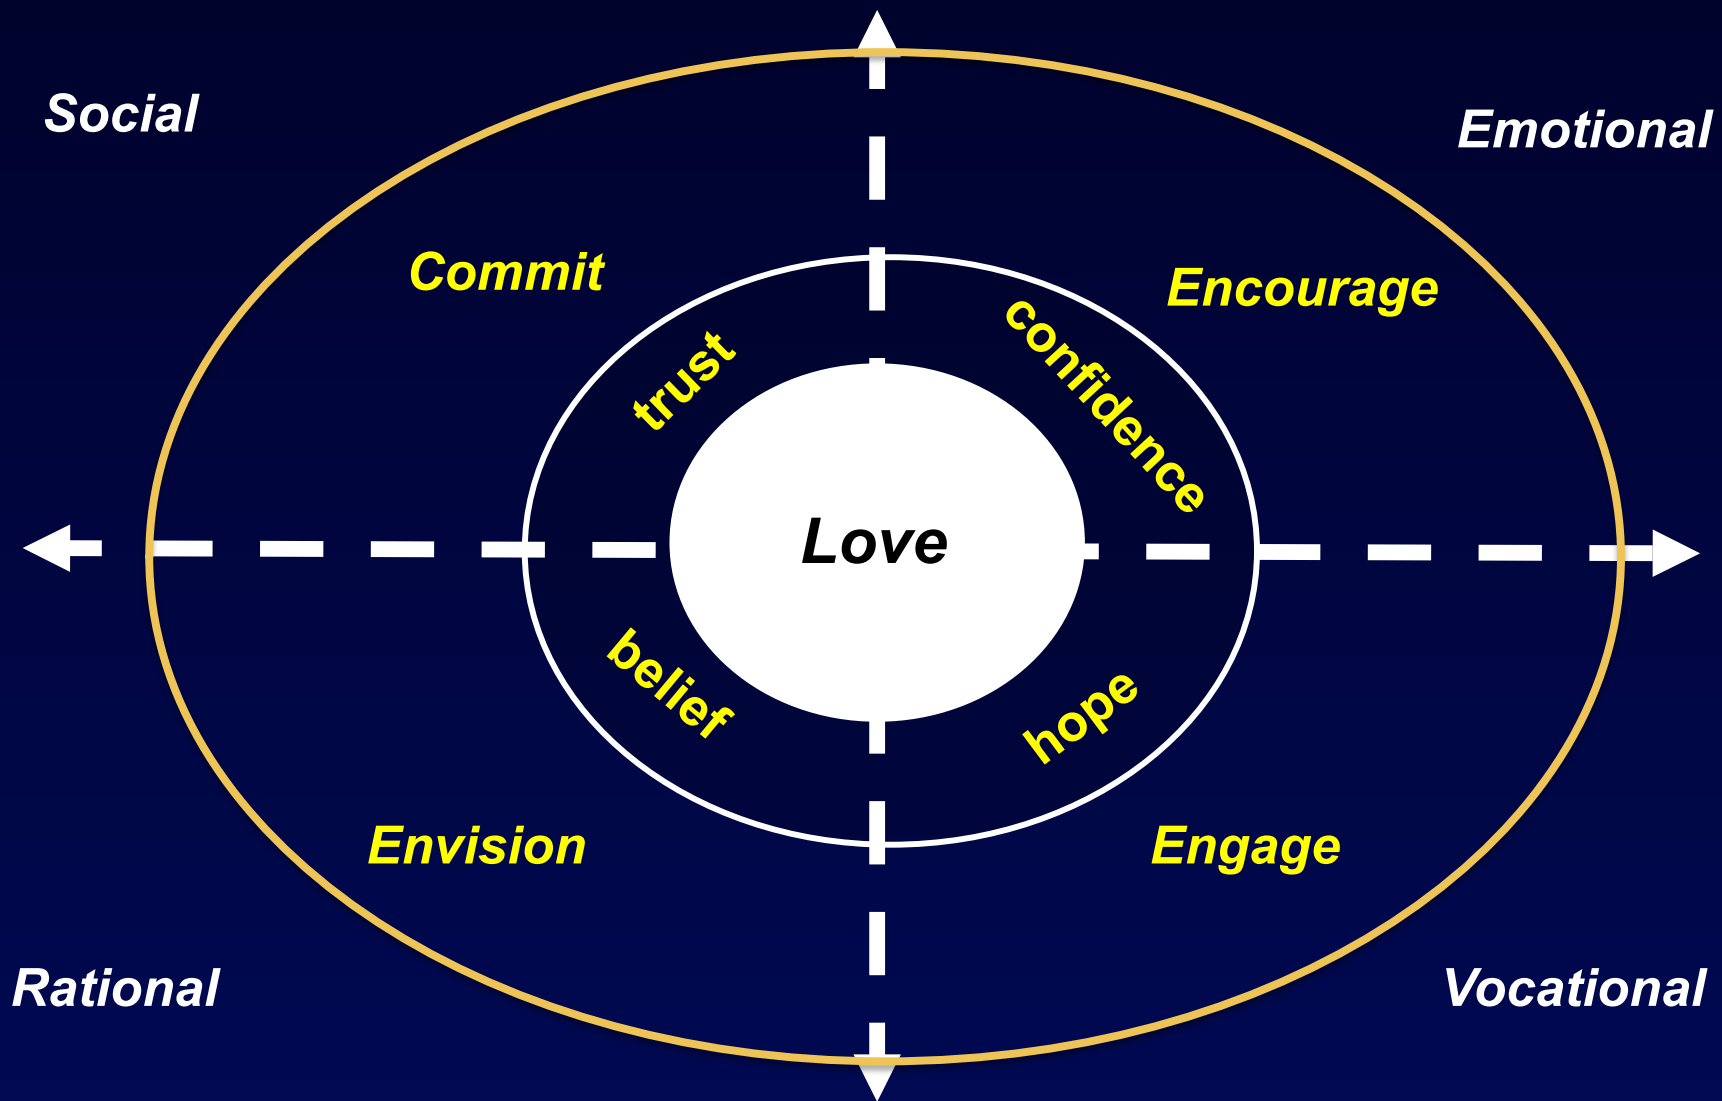 Social
Emotional
Commit
Encourage
trust
confidence
Love
belief
hope
Envision
Engage
Rational
Vocational